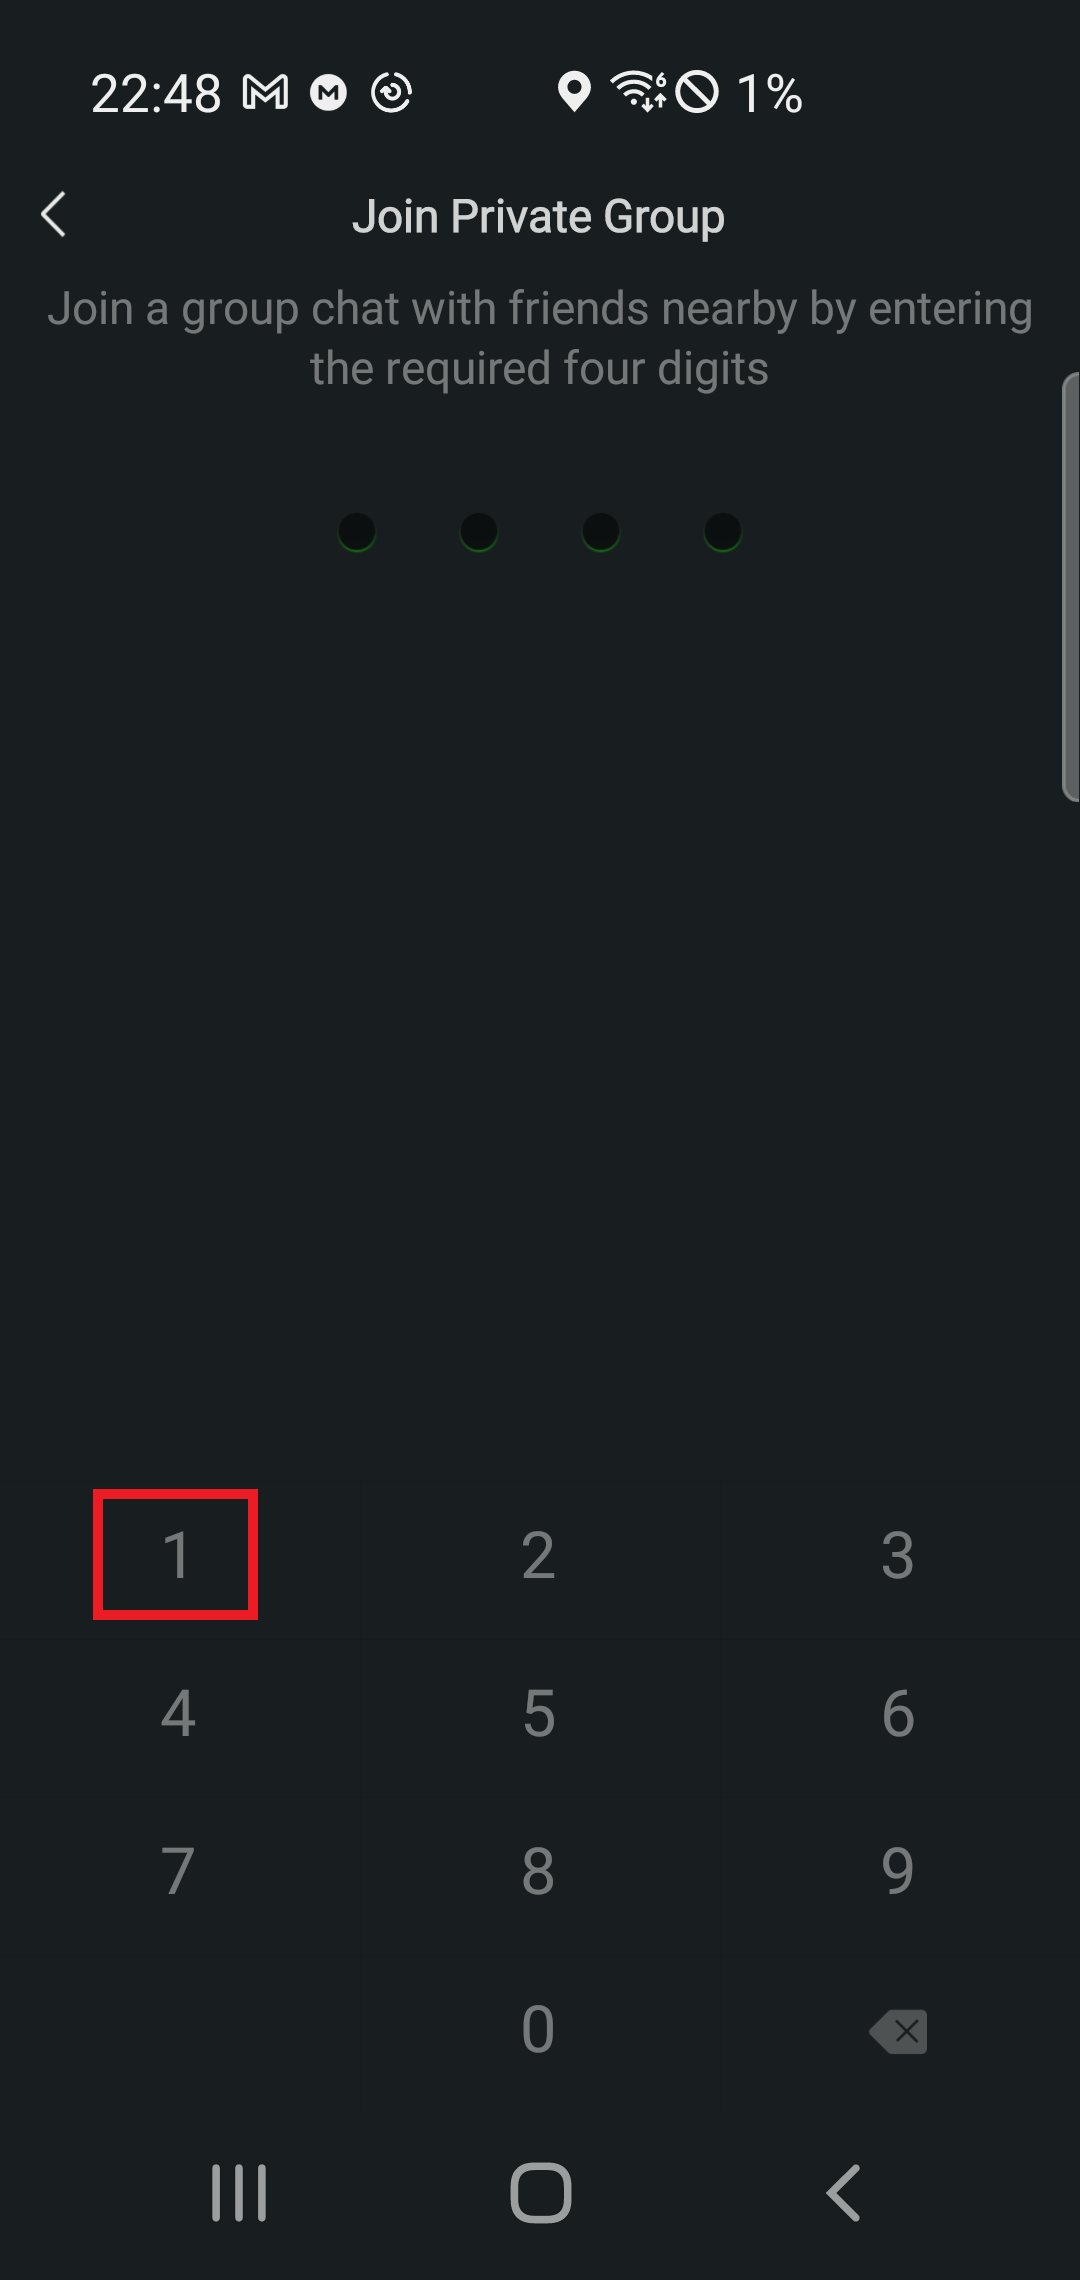 22:48 1%
Join Private Group
Join a group chat with friends nearby by entering
the required four digits
1 2 3
4 5 6
7 8 9
0